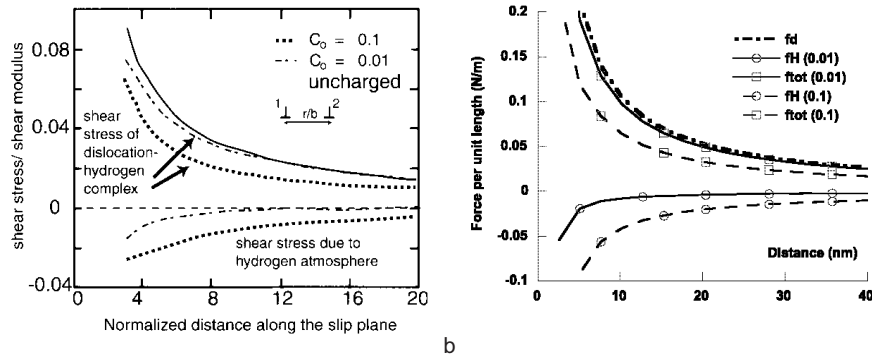 0.08
0.04
0
-0.04
shear stress/ shear modulus
C₀ = 0.1
C₀ = 0.01
uncharged
1 r/b 2
shear
stress of
dislocation-
hydrogen
complex
shear stress due to
hydrogen atmosphere
0 4 8 12 16 20
Normalized distance along the slip plane
b
0.2
0.15
0.1
0.05
0
-0.05
-0.1
Force per unit length (N/m)
fd
fH (0.01)
ftot (0.01)
fH (0.1)
ftot (0.1)
Distance (nm)
0 10 20 30 40